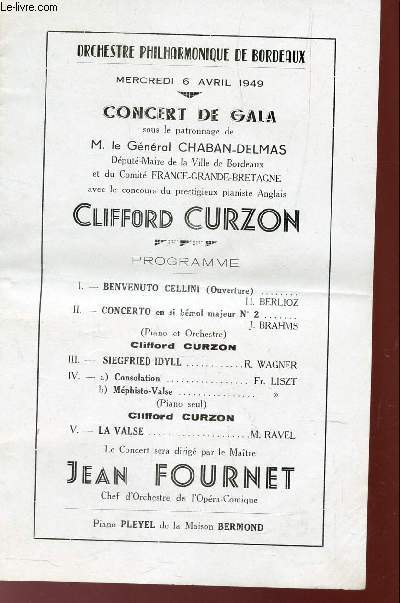 le-livre.com
ORCHESTRE PHILHARMONIQUE DE BORDEAUX
MERCREDI 6 AVRIL 1949
CONCERT DE GALA
sous le patronnage de
M. le Général CHABAN-DELMAS
Député-Maire de la Ville de Bordeaux
et du Comité FRANCE-GRANDE-BRETAGNE
avec le concours du prestigieux pianiste Anglais
CLIFFORD CURZON
PROGRAMME
I. — BENVENUTO CELLINI (Ouverture) ........
H. BERLIOZ
II. — CONCERTO en si bémol majeur N° 2 .......
J. BRAHMS
(Piano et Orchestre)
Clifford CURZON
III. — SIEGFRIED IDYLL ............ R. WAGNER
IV. — a) Consolation ................. Fr. LISZT
b) Méphisto-Valse ................ »
(Piano seul)
Clifford CURZON
V. — LA VALSE .................... M. RAVEL
Le Concert sera dirigé par le Maître
JEAN FOURNET
Chef d'Orchestre de l'Opéra-Comique
Piano PLEYEL de la Maison BERMOND